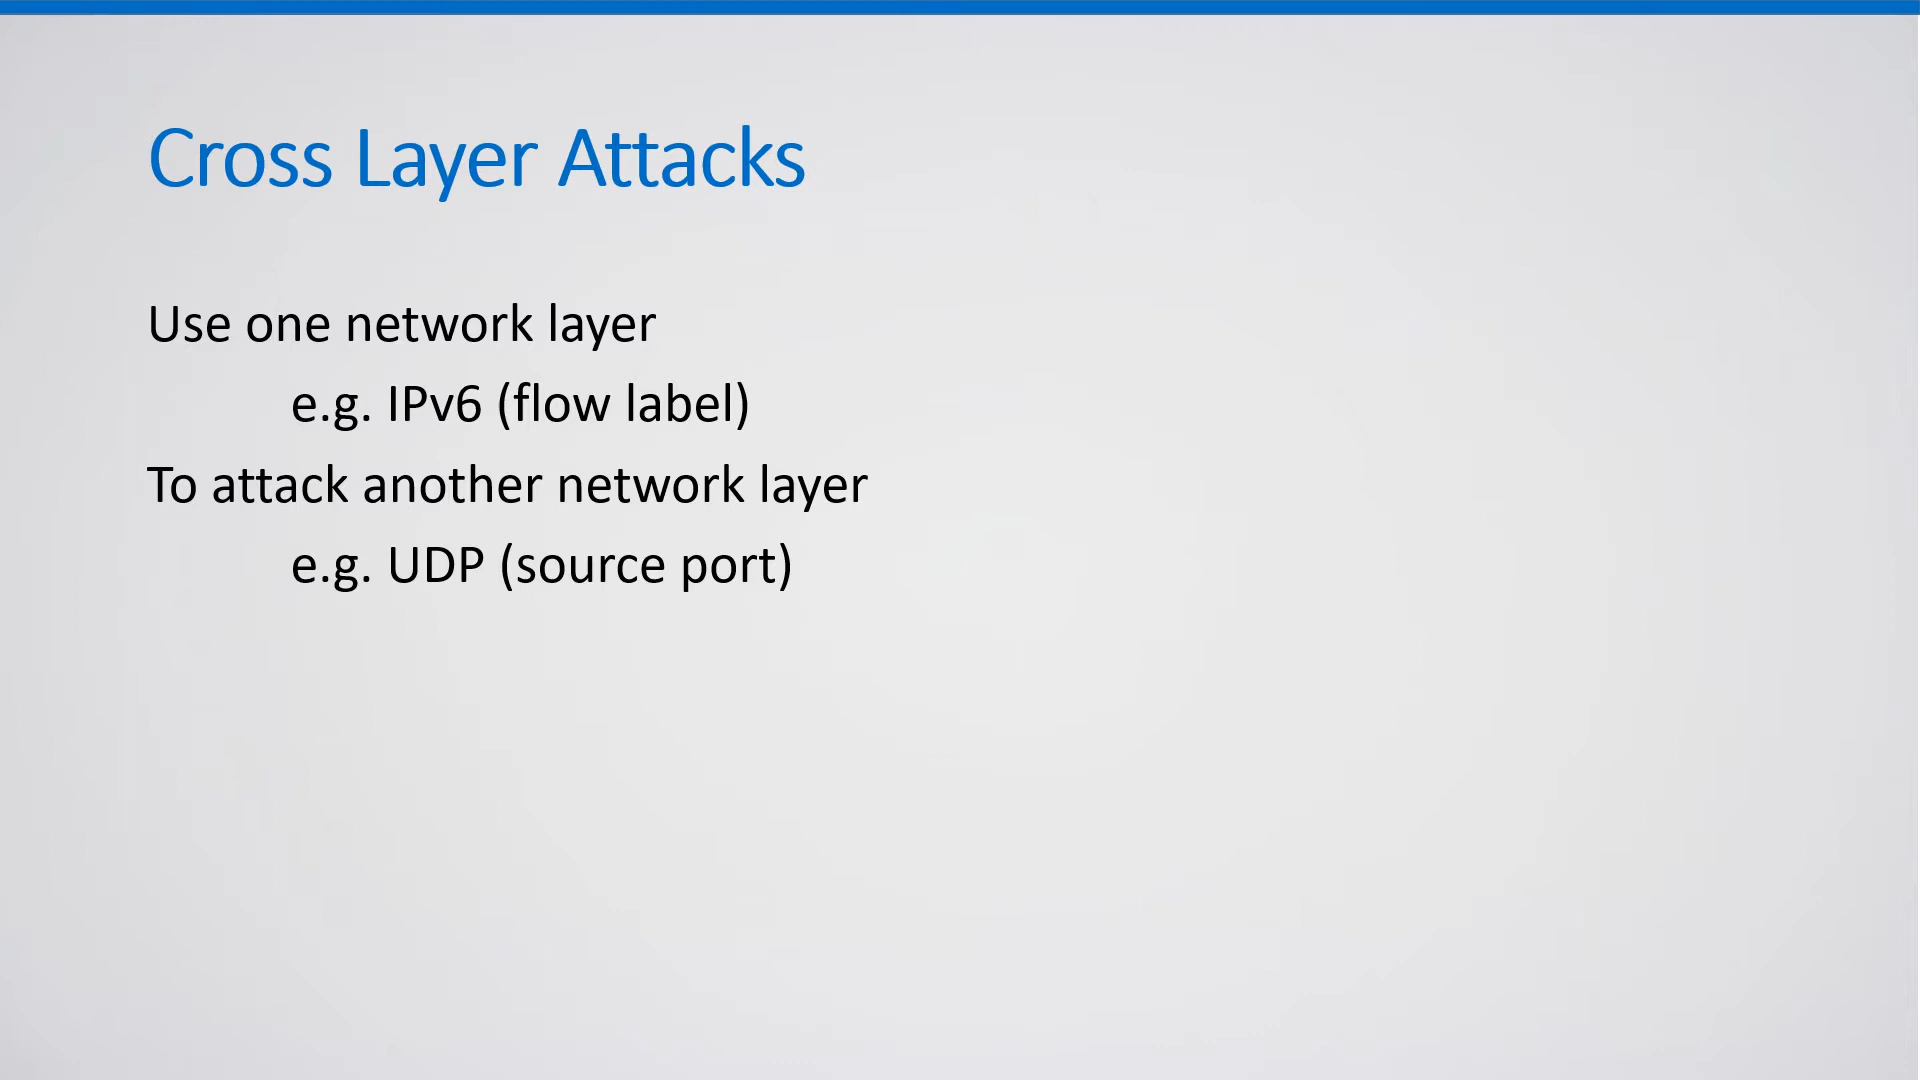 Cross Layer Attacks
Use one network layer
e.g. IPv6 (flow label)
To attack another network layer
e.g. UDP (source port)